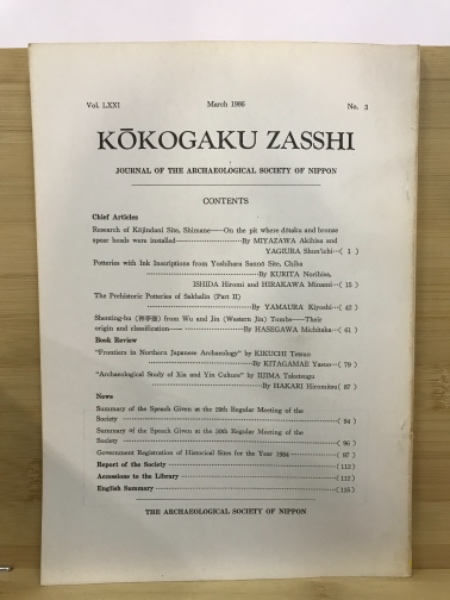 Vol. LXXI March 1986 No. 3
KŌKOGAKU ZASSHI
JOURNAL OF THE ARCHAEOLOGICAL SOCIETY OF NIPPON
CONTENTS
Chief Articles
Research of Kōjindani Site, Shimane——On the pit where dōtaku and bronze
spear heads were installed··························By MIYAZAWA Akihisa and
YAGIURA Shun'ichi···( 1 )
Potteries with Ink Inscriptions from Yoshihara Sannō Site, Chiba
··························By KURITA Norihisa,
ISHIDA Hiromi and HIRAKAWA Minami···( 15 )
The Prehistoric Potteries of Sakhalin (Part II)
··························By YAMAURA Kiyoshi···( 42 )
Shenting-hu (神亭壺) from Wu and Jin (Western Jin) Tombs——Their
origin and classification——···········By HASEGAWA Michitaka···( 61 )
Book Review
"Frontiers in Northern Japanese Archaeology" by KIKUCHI Tetsuo
··························By KITAGAMAE Yasuo···( 79 )
"Archaeological Study of Xia and Yin Culture" by IIJIMA Taketsugu
··························By HAKARI Hiromitsu( 87 )
News
Summary of the Speech Given at the 29th Regular Meeting of the
Society ··························( 94 )
Summary of the Speech Given at the 30th Regular Meeting of the
Society ··························( 96 )
Government Registration of Historical Sites for the Year 1984 ··········( 97 )
Report of the Society ··························(112)
Accessions to the Library ··························(112)
English Summary ··························(115)
THE ARCHAEOLOGICAL SOCIETY OF NIPPON